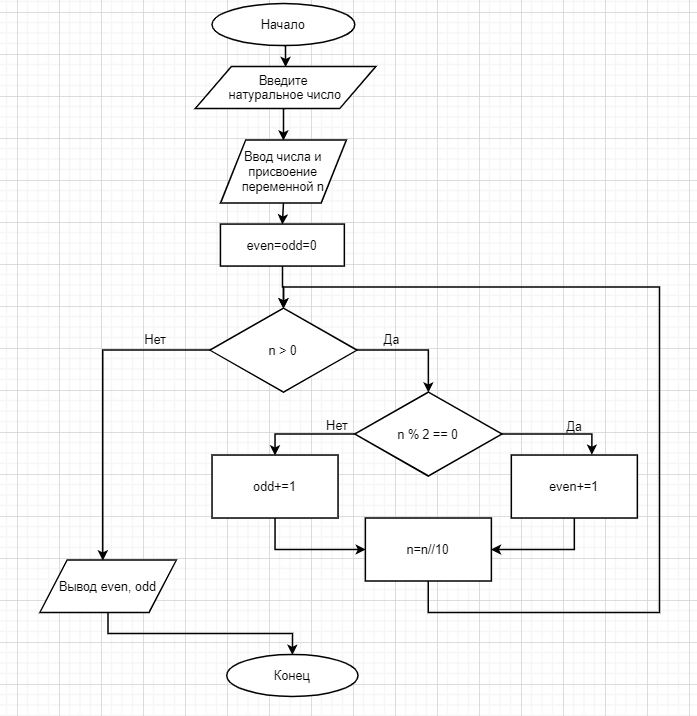 Начало
Введите
натуральное число
Ввод числа и
присвоение
переменной n
even=odd=0
n > 0
Нет
Да
n % 2 == 0
Нет
Да
odd+=1
even+=1
n=n//10
Вывод even, odd
Конец